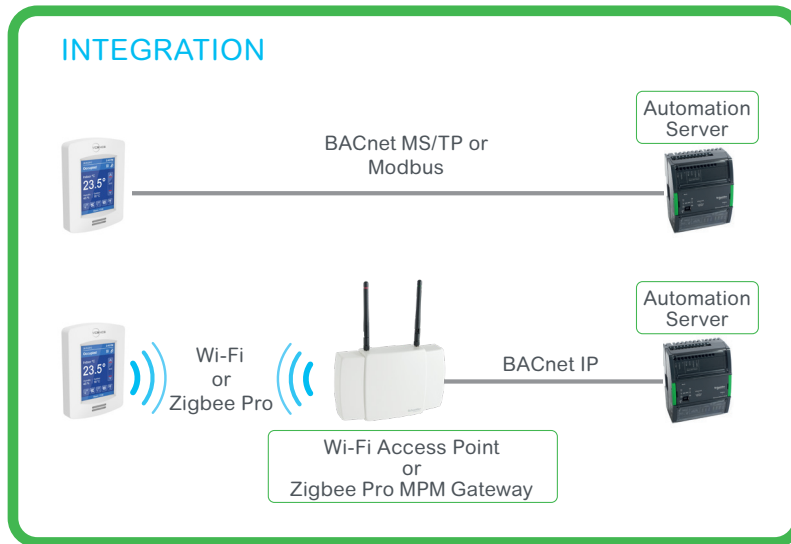 INTEGRATION
Automation
Server
BACnet MS/TP or
Modbus
23.5°
Automation
Server
Wi-Fi
or
Zigbee Pro
BACnet IP
23.5°
Wi-Fi Access Point
or
Zigbee Pro MPM Gateway